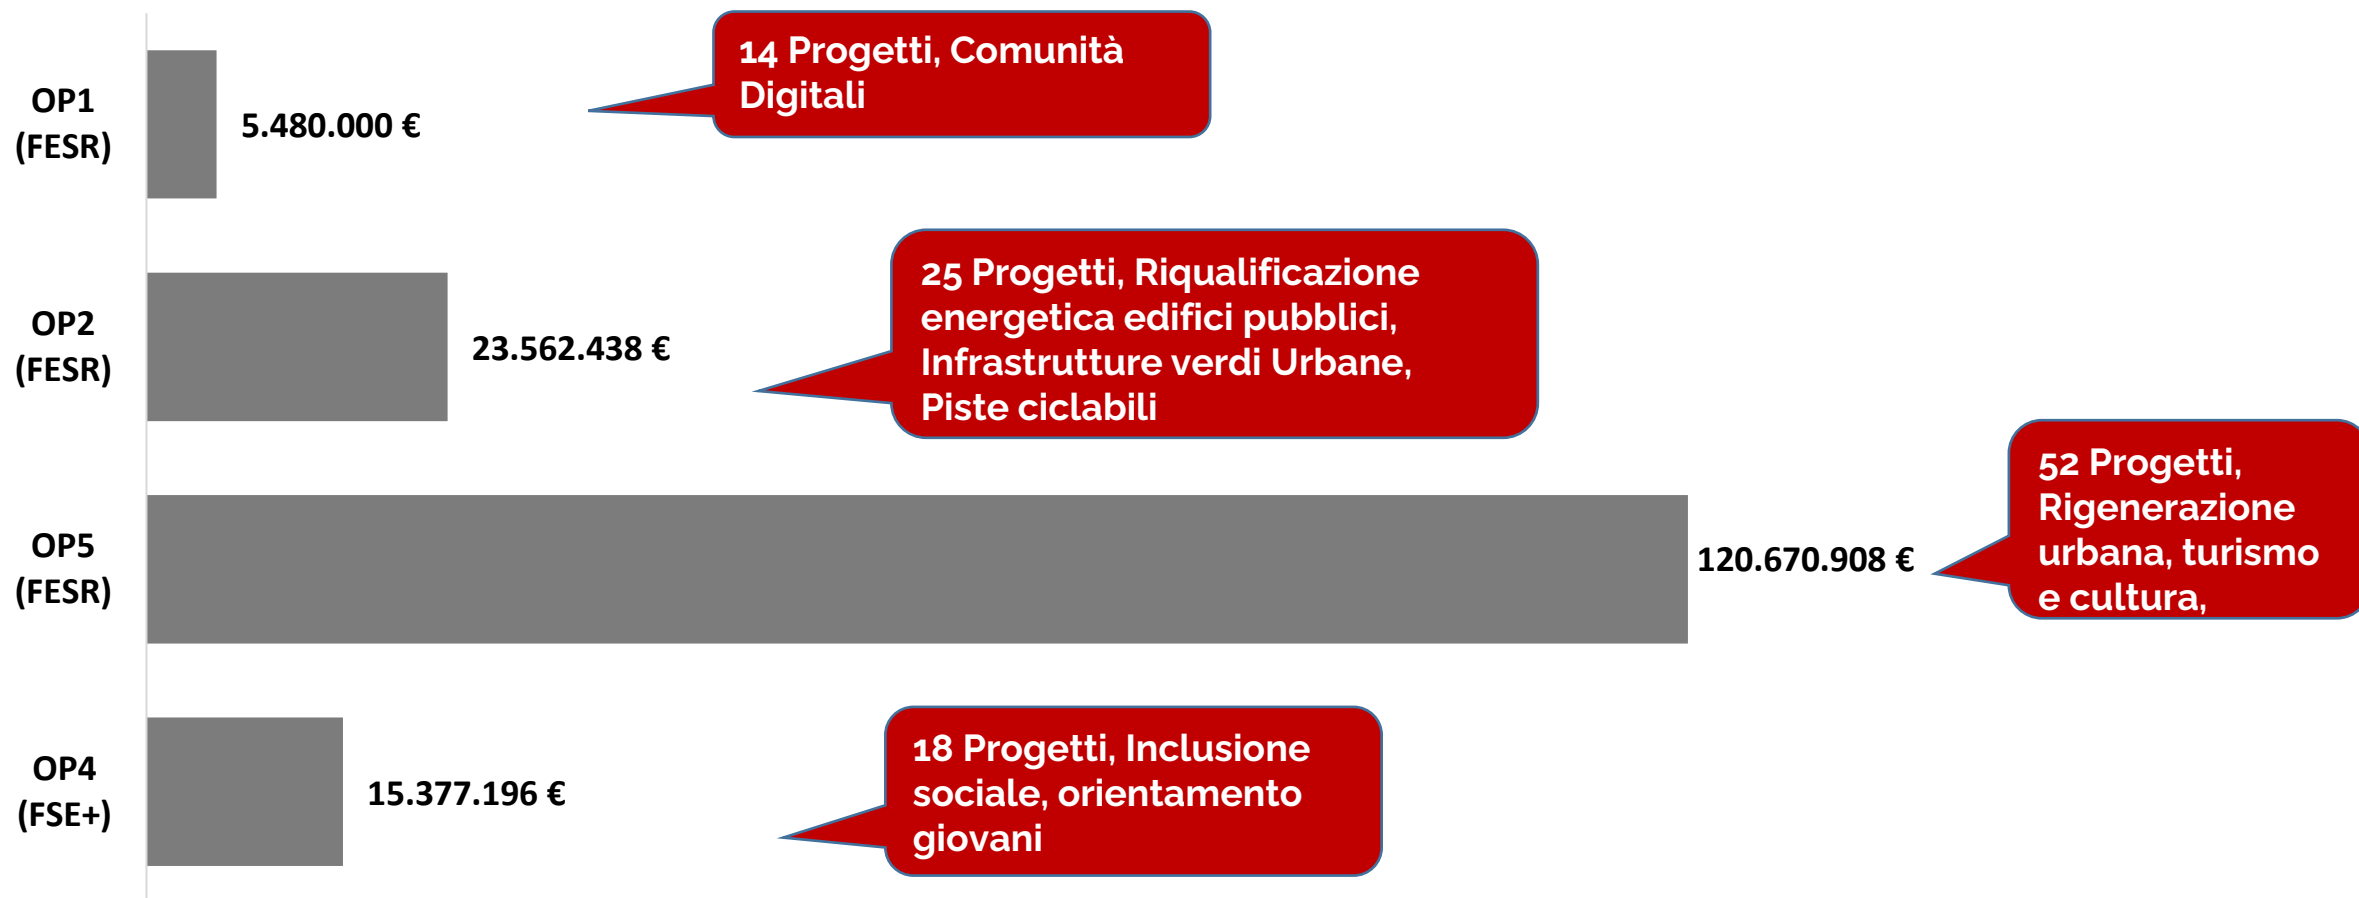 OP1
(FESR)
5.480.000 €
14 Progetti, Comunità
Digitali
OP2
(FESR)
23.562.438 €
25 Progetti, Riqualificazione
energetica edifici pubblici,
Infrastrutture verdi Urbane,
Piste ciclabili
OP5
(FESR)
120.670.908 €
52 Progetti,
Rigenerazione
urbana, turismo
e cultura,
OP4
(FSE+)
15.377.196 €
18 Progetti, Inclusione
sociale, orientamento
giovani